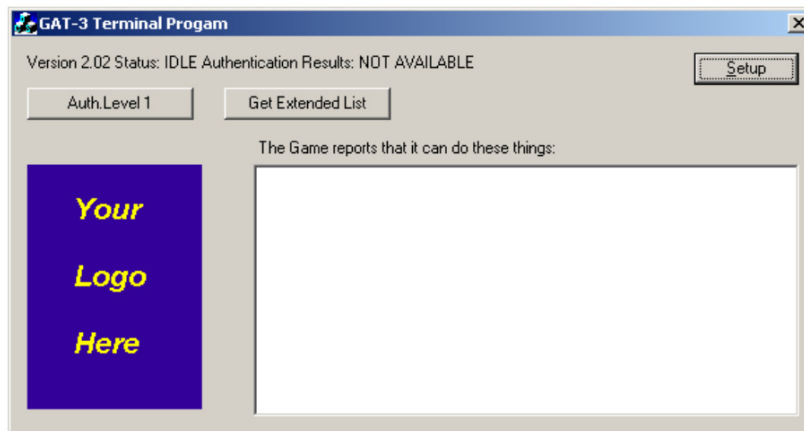 GAT-3 Terminal Progam
Version 2.02 Status: IDLE Authentication Results: NOT AVAILABLE
Setup
Auth.Level 1
Get Extended List
The Game reports that it can do these things:
Your
Logo
Here